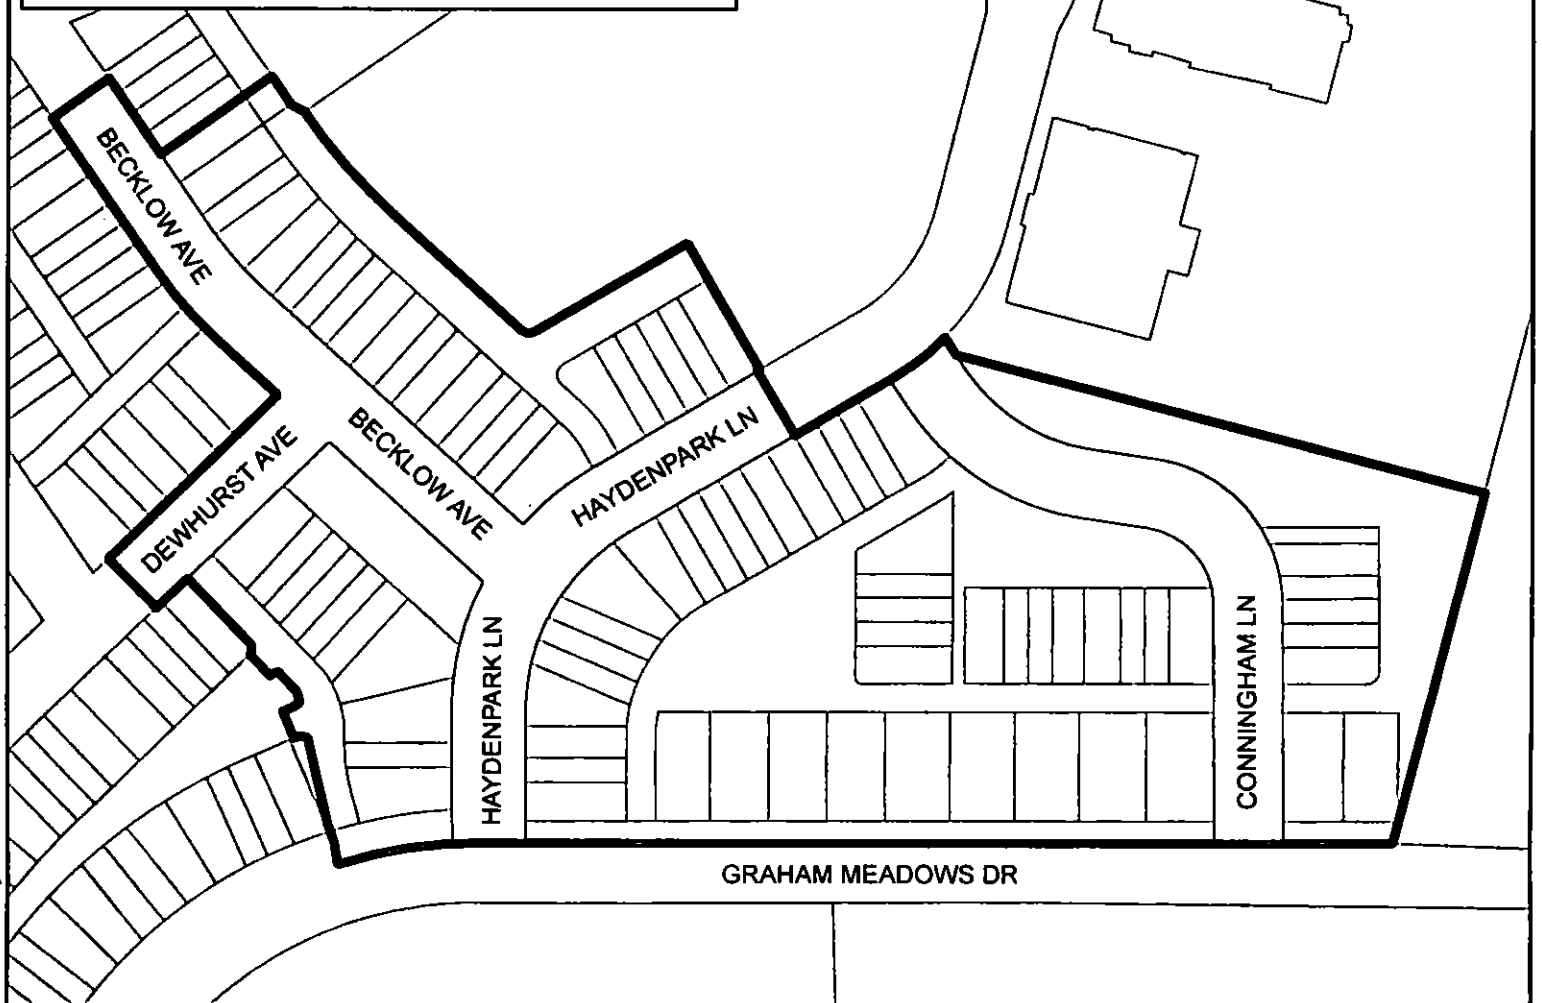 BECKLOW AVE
BECKLOW AVE
HAYDENPARK LN
DEWHURST AVE
HAYDENPARK LN
CONNINGHAM LN
GRAHAM MEADOWS DR